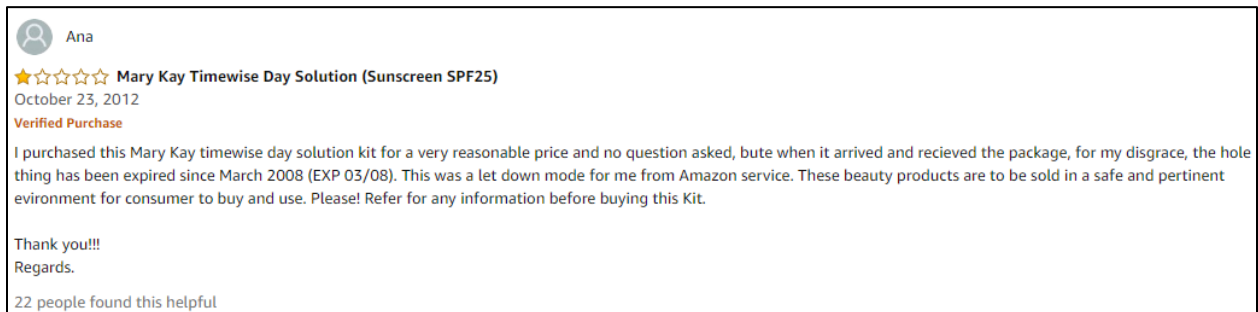 Ana
Mary Kay Timewise Day Solution (Sunscreen SPF25)
October 23, 2012
Verified Purchase
I purchased this Mary Kay timewise day solution kit for a very reasonable price and no question asked, bute when it arrived and recieved the package, for my disgrace, the hole
thing has been expired since March 2008 (EXP 03/08). This was a let down mode for me from Amazon service. These beauty products are to be sold in a safe and pertinent
evironment for consumer to buy and use. Please! Refer for any information before buying this Kit.
Thank you!!!
Regards.
22 people found this helpful